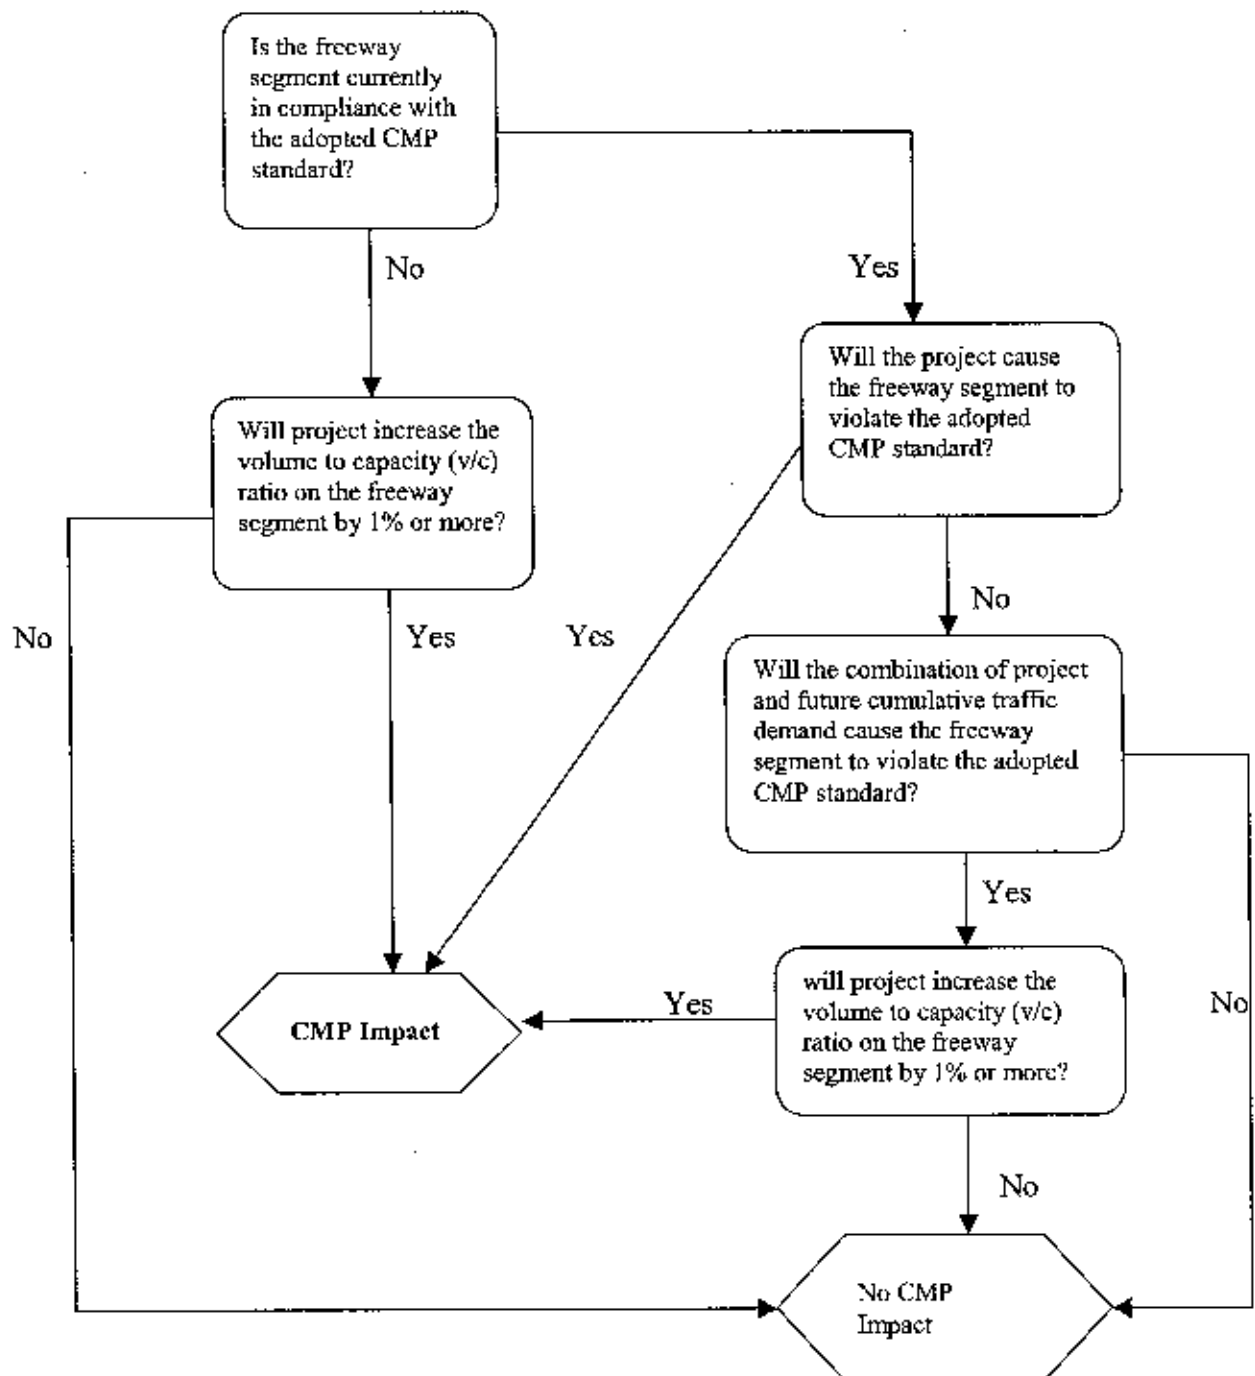 Is the freeway
segment currently
in compliance with
the adopted CMP
standard?
No
Yes
Will the project cause
the freeway segment to
violate the adopted
CMP standard?
Will project increase the
volume to capacity (v/c)
ratio on the freeway
segment by 1% or more?
No
No
Yes
Yes
Will the combination of project
and future cumulative traffic
demand cause the freeway
segment to violate the adopted
CMP standard?
Yes
will project increase the
volume to capacity (v/c)
ratio on the freeway
segment by 1% or more?
Yes
No
CMP Impact
No
No CMP
Impact